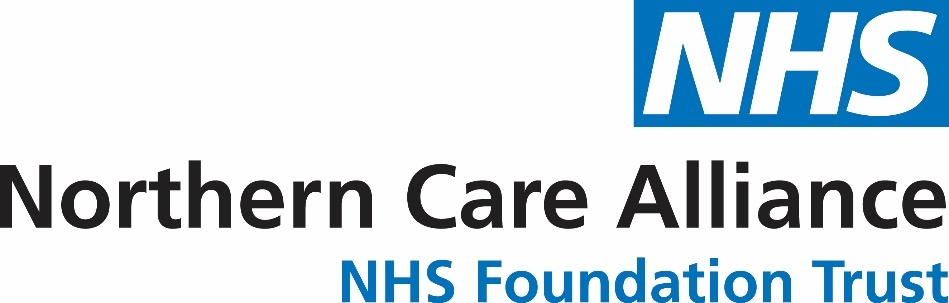 NHS
Northern Care Alliance
NHS Foundation Trust